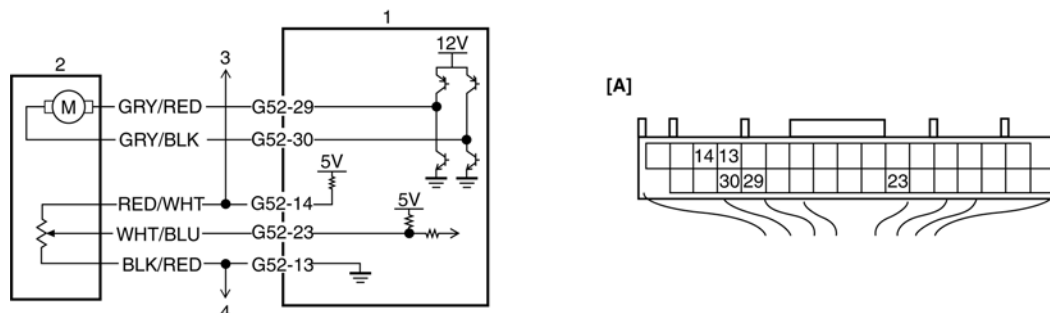 1
12V
2
3
M
GRY/RED G52-29
GRY/BLK G52-30
5V
RED/WHT G52-14
5V
WHT/BLU G52-23
BLK/RED G52-13
4
[A]
14 13
30 29 23